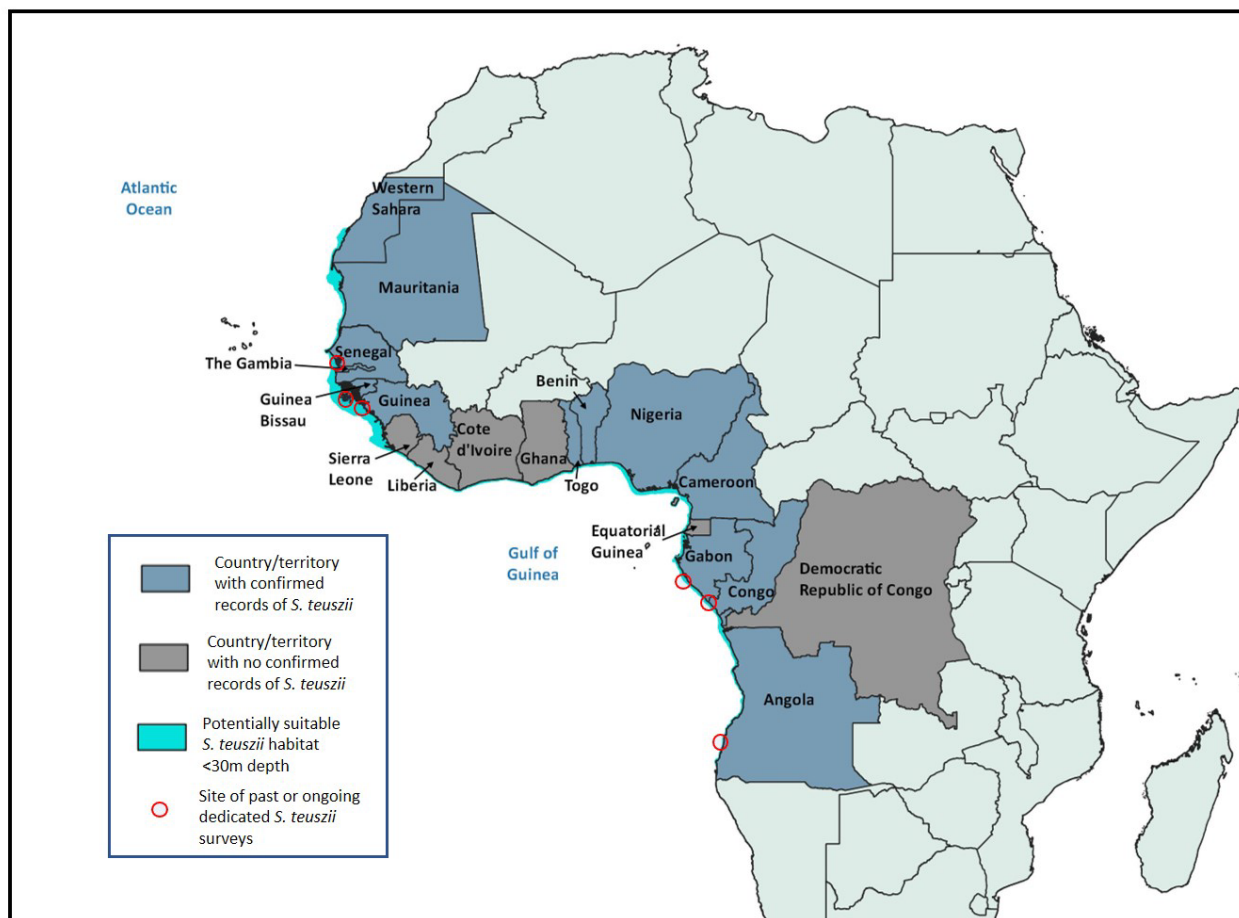 Atlantic
Ocean
Western
Sahara
Mauritania
Senegal
The Gambia
Guinea
Bissau
Guinea
Sierra
Leone
Liberia
Cote
d'Ivoire
Ghana
Togo
Benin
Nigeria
Cameroon
Equatorial
Guinea
Gulf of
Guinea
Gabon
Congo
Democratic
Republic of Congo
Angola
Country/territory
with confirmed
records of S. teuszii
Country/territory
with no confirmed
records of S. teuszii
Potentially suitable
S. teuszii habitat
<30m depth
Site of past or ongoing
dedicated S. teuszii
surveys